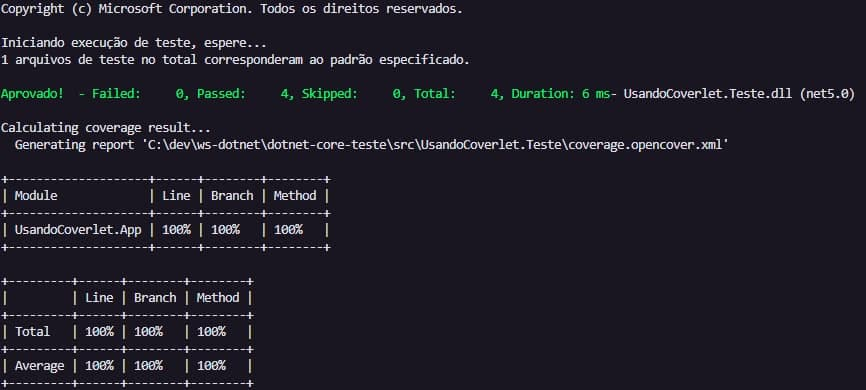 Copyright (c) Microsoft Corporation. Todos os direitos reservados.
Iniciando execução de teste, espere...
1 arquivos de teste no total corresponderam ao padrão especificado.
Aprovado!  - Failed:     0, Passed:     4, Skipped:     0, Total:     4, Duration: 6 ms- UsandoCoverlet.Teste.dll (net5.0)
Calculating coverage result...
  Generating report 'C:\dev\ws-dotnet\dotnet-core-teste\src\UsandoCoverlet.Teste\coverage.opencover.xml'
+--------------------+------+--------+--------+
| Module             | Line | Branch | Method |
+--------------------+------+--------+--------+
| UsandoCoverlet.App | 100% | 100%   | 100%   |
+--------------------+------+--------+--------+
+---------+------+--------+--------+
|         | Line | Branch | Method |
+---------+------+--------+--------+
| Total   | 100% | 100%   | 100%   |
+---------+------+--------+--------+
| Average | 100% | 100%   | 100%   |
+---------+------+--------+--------+